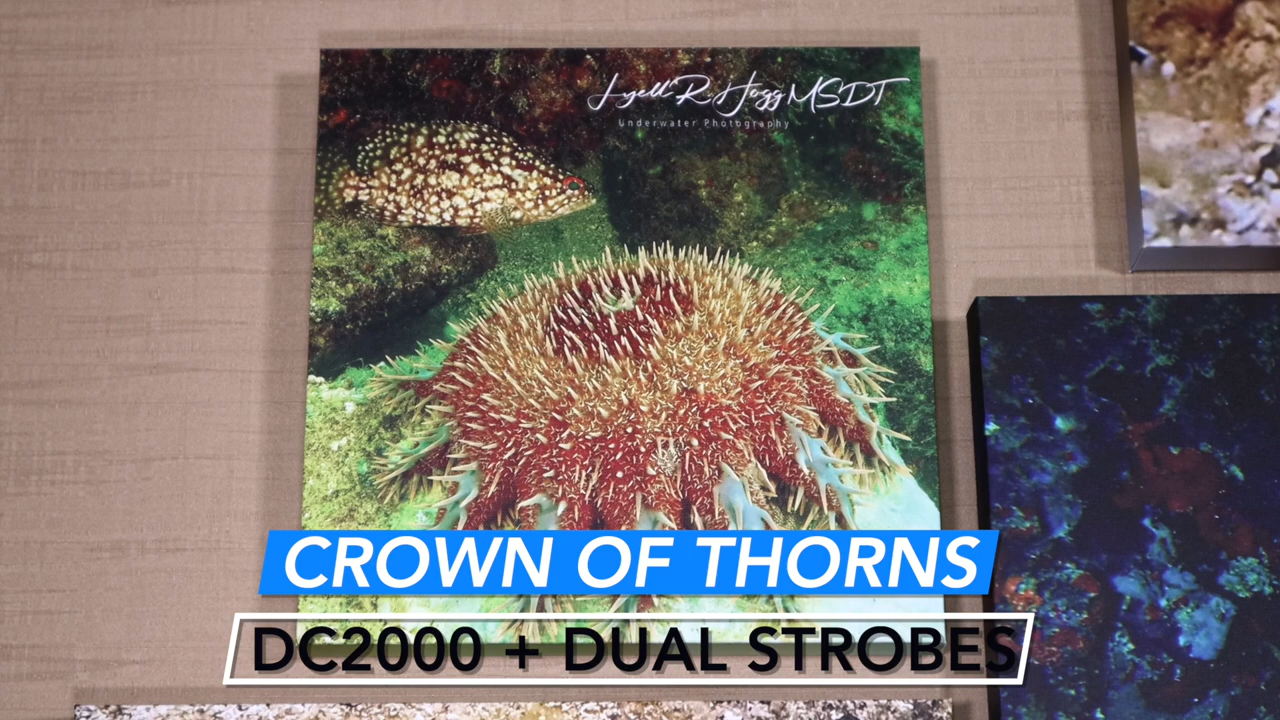 Lyell R. Hogg MSDT
Underwater Photography
CROWN OF THORNS
DC2000 + DUAL STROBES